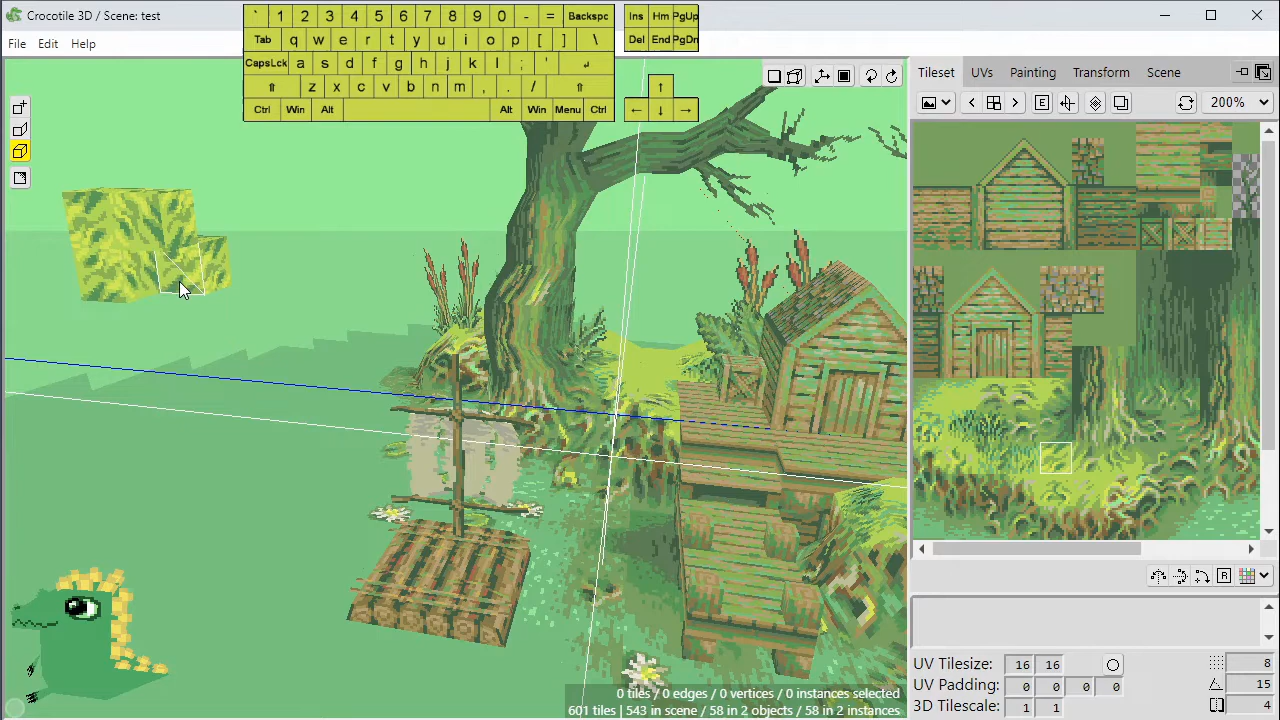 Crocotile 3D / Scene: test
File Edit Help
` 1 2 3 4 5 6 7 8 9 0 - = Backspc
Tab q w e r t y u i o p [ ] \
CapsLck a s d f g h j k l ; ' ↵
⇧ z x c v b n m , . / ⇧
Ctrl Win Alt Alt Win Menu Ctrl
Ins Hm PgUp
Del End PgDn
↑
← ↓ →
Tileset UVs Painting Transform Scene
E 200%
R
UV Tilesize: 16 16 8
UV Padding: 0 0 0 0 15
3D Tilescale: 1 1 4
0 tiles / 0 edges / 0 vertices / 0 instances selected
601 tiles | 543 in scene / 58 in 2 objects / 58 in 2 instances